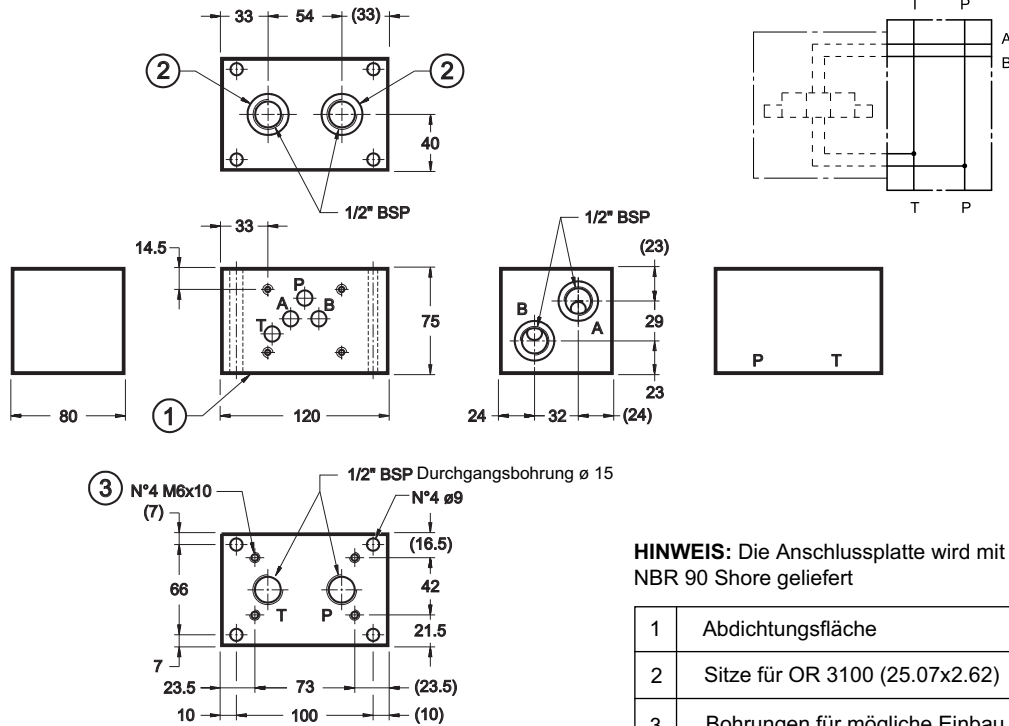 33 54 (33)
T P
A
B
2 2
40
1/2" BSP
T P
33
14.5
P
A B
T
75
80
1
120
1/2" BSP
(23)
B
A
29
23
24 32 (24)
P T
3 N°4 M6x10
1/2" BSP Durchgangsbohrung ø 15
N°4 ø9
(7)
(16.5)
66
42
T P
21.5
7
23.5 73 (23.5)
10 100 (10)
HINWEIS: Die Anschlussplatte wird mit
NBR 90 Shore geliefert
1 Abdichtungsfläche
2 Sitze für OR 3100 (25.07x2.62)
3 Bohrungen für mögliche Einbau